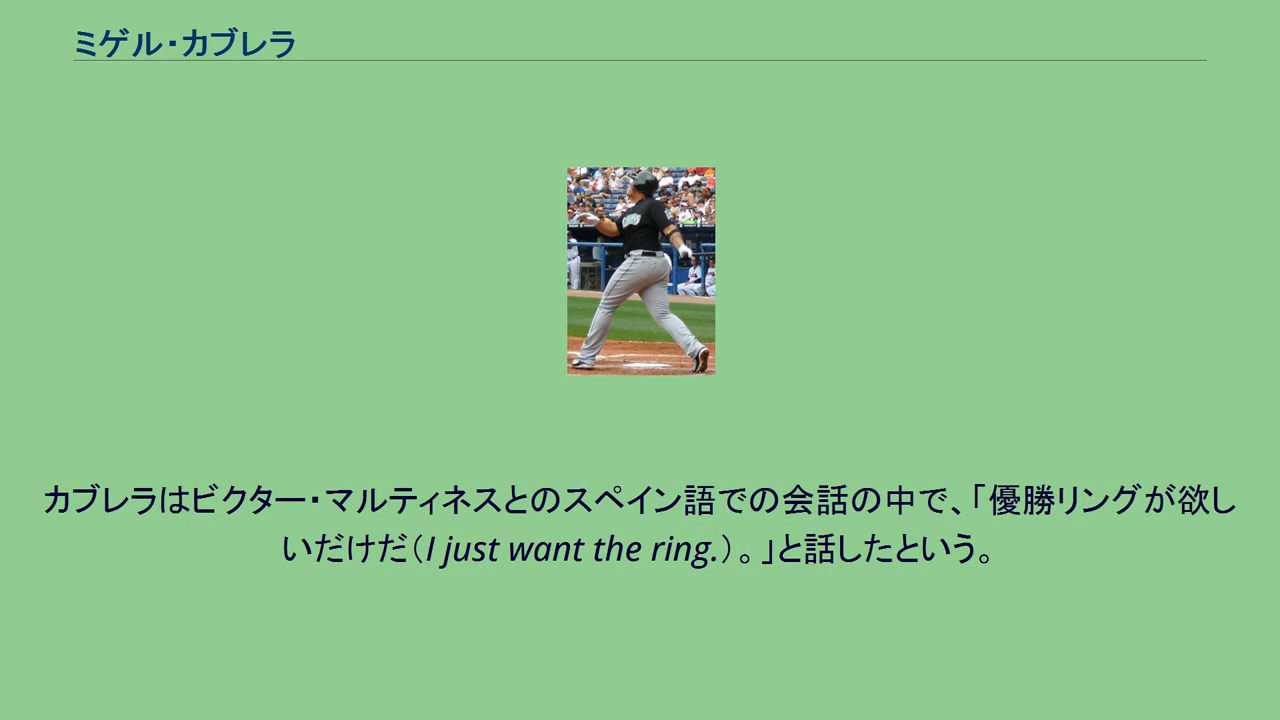 ミゲル・カブレラ
カブレラはビクター・マルティネスとのスペイン語での会話の中で、「優勝リングが欲し
いだけだ（I just want the ring.）。」と話したという。